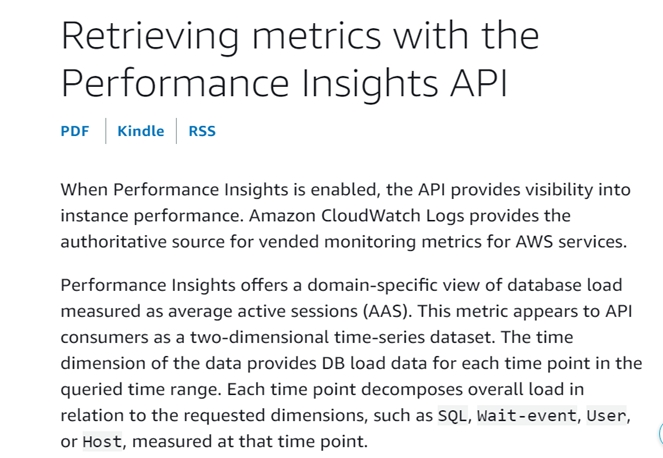 Retrieving metrics with the
Performance Insights API
PDF Kindle RSS
When Performance Insights is enabled, the API provides visibility into
instance performance. Amazon CloudWatch Logs provides the
authoritative source for vended monitoring metrics for AWS services.
Performance Insights offers a domain-specific view of database load
measured as average active sessions (AAS). This metric appears to API
consumers as a two-dimensional time-series dataset. The time
dimension of the data provides DB load data for each time point in the
queried time range. Each time point decomposes overall load in
relation to the requested dimensions, such as SQL, Wait-event, User,
or Host, measured at that time point.